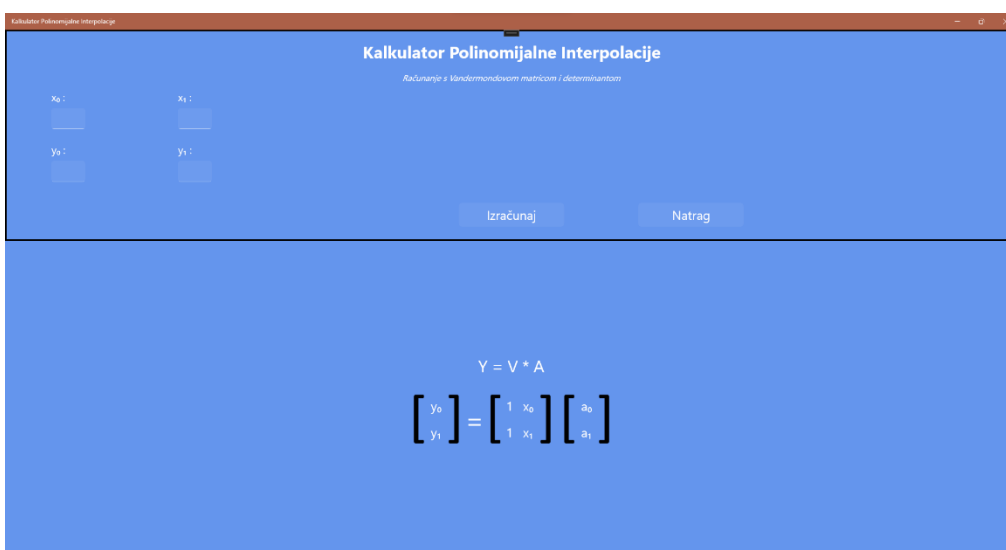 Kalkulator Polinomijalne Interpolacije
Kalkulator Polinomijalne Interpolacije
Računanje s Vandermondovom matricom i determinantom
x₀ : x₁ :
y₀ : y₁ :
Izračunaj Natrag
Y = V * A
y₀ = 1 x₀ a₀
y₁ 1 x₁ a₁